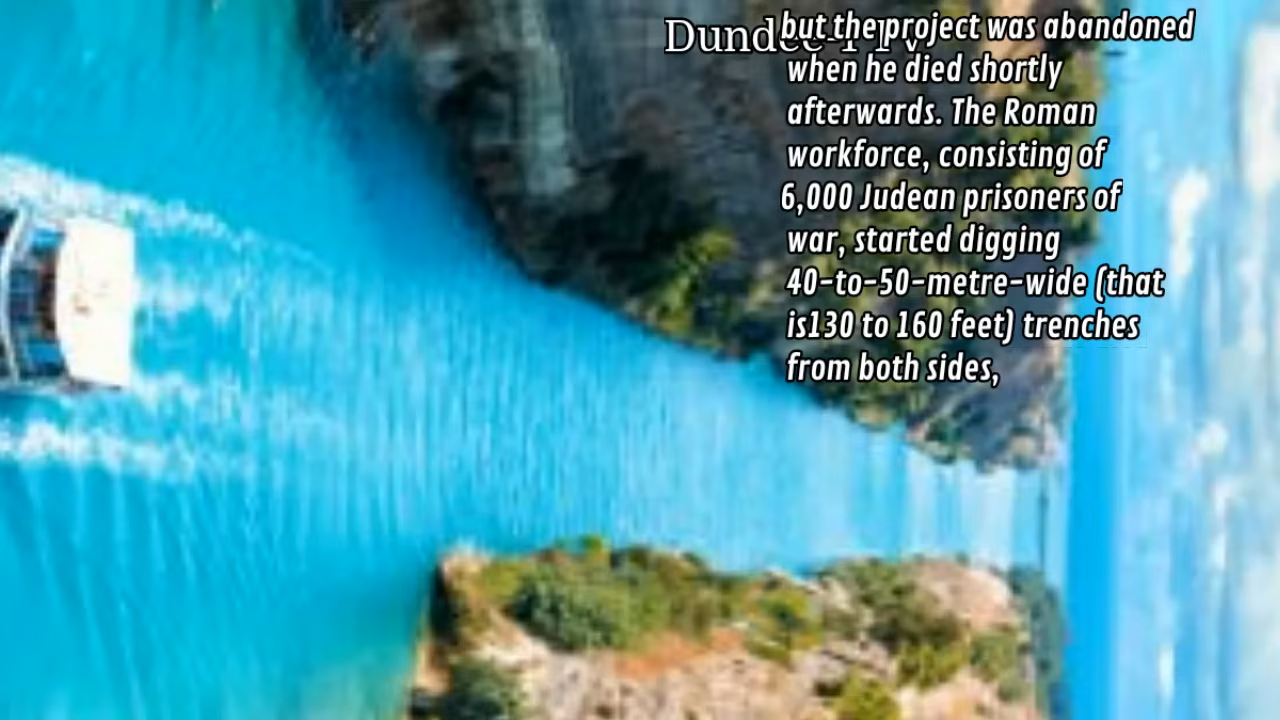 but the project was abandoned
when he died shortly
afterwards. The Roman
workforce, consisting of
6,000 Judean prisoners of
war, started digging
40-to-50-metre-wide (that
is130 to 160 feet) trenches
from both sides,